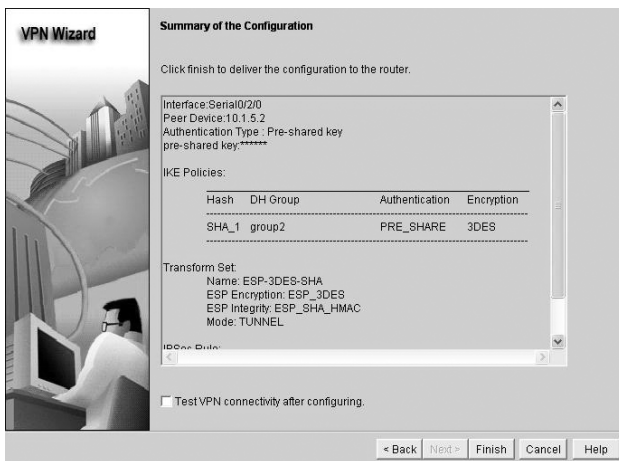 VPN Wizard
Summary of the Configuration
Click finish to deliver the configuration to the router.
Interface:Serial0/2/0
Peer Device:10.1.5.2
Authentication Type : Pre-shared key
pre-shared key:******
IKE Policies:
Hash DH Group Authentication Encryption
SHA_1 group2 PRE_SHARE 3DES
Transform Set:
Name: ESP-3DES-SHA
ESP Encryption: ESP_3DES
ESP Integrity: ESP_SHA_HMAC
Mode: TUNNEL
IPSec Rule:
Test VPN connectivity after configuring.
< Back Next > Finish Cancel Help